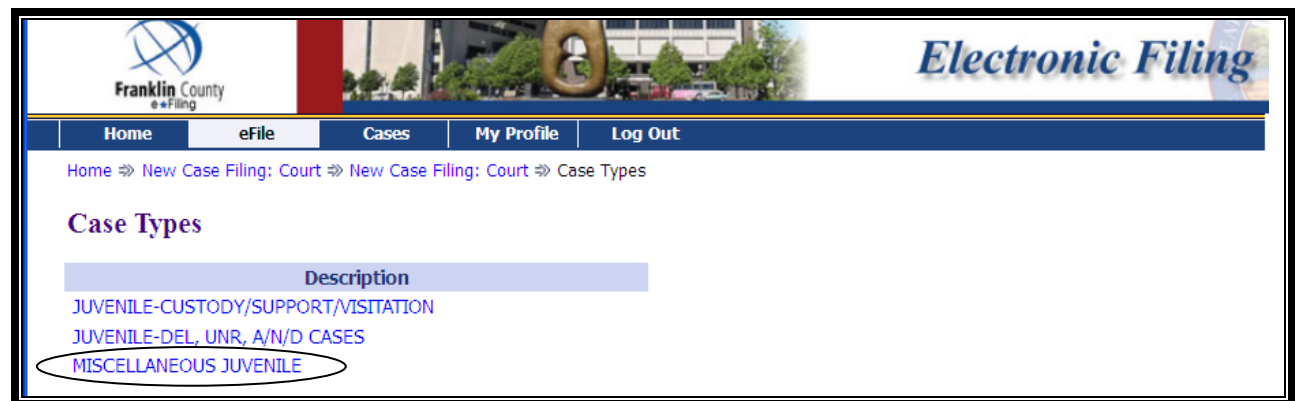 Franklin County
e★Filing
Electronic Filing
Home eFile Cases My Profile Log Out
Home ⇒ New Case Filing: Court ⇒ New Case Filing: Court ⇒ Case Types
Case Types
Description
JUVENILE-CUSTODY/SUPPORT/VISITATION
JUVENILE-DEL, UNR, A/N/D CASES
MISCELLANEOUS JUVENILE